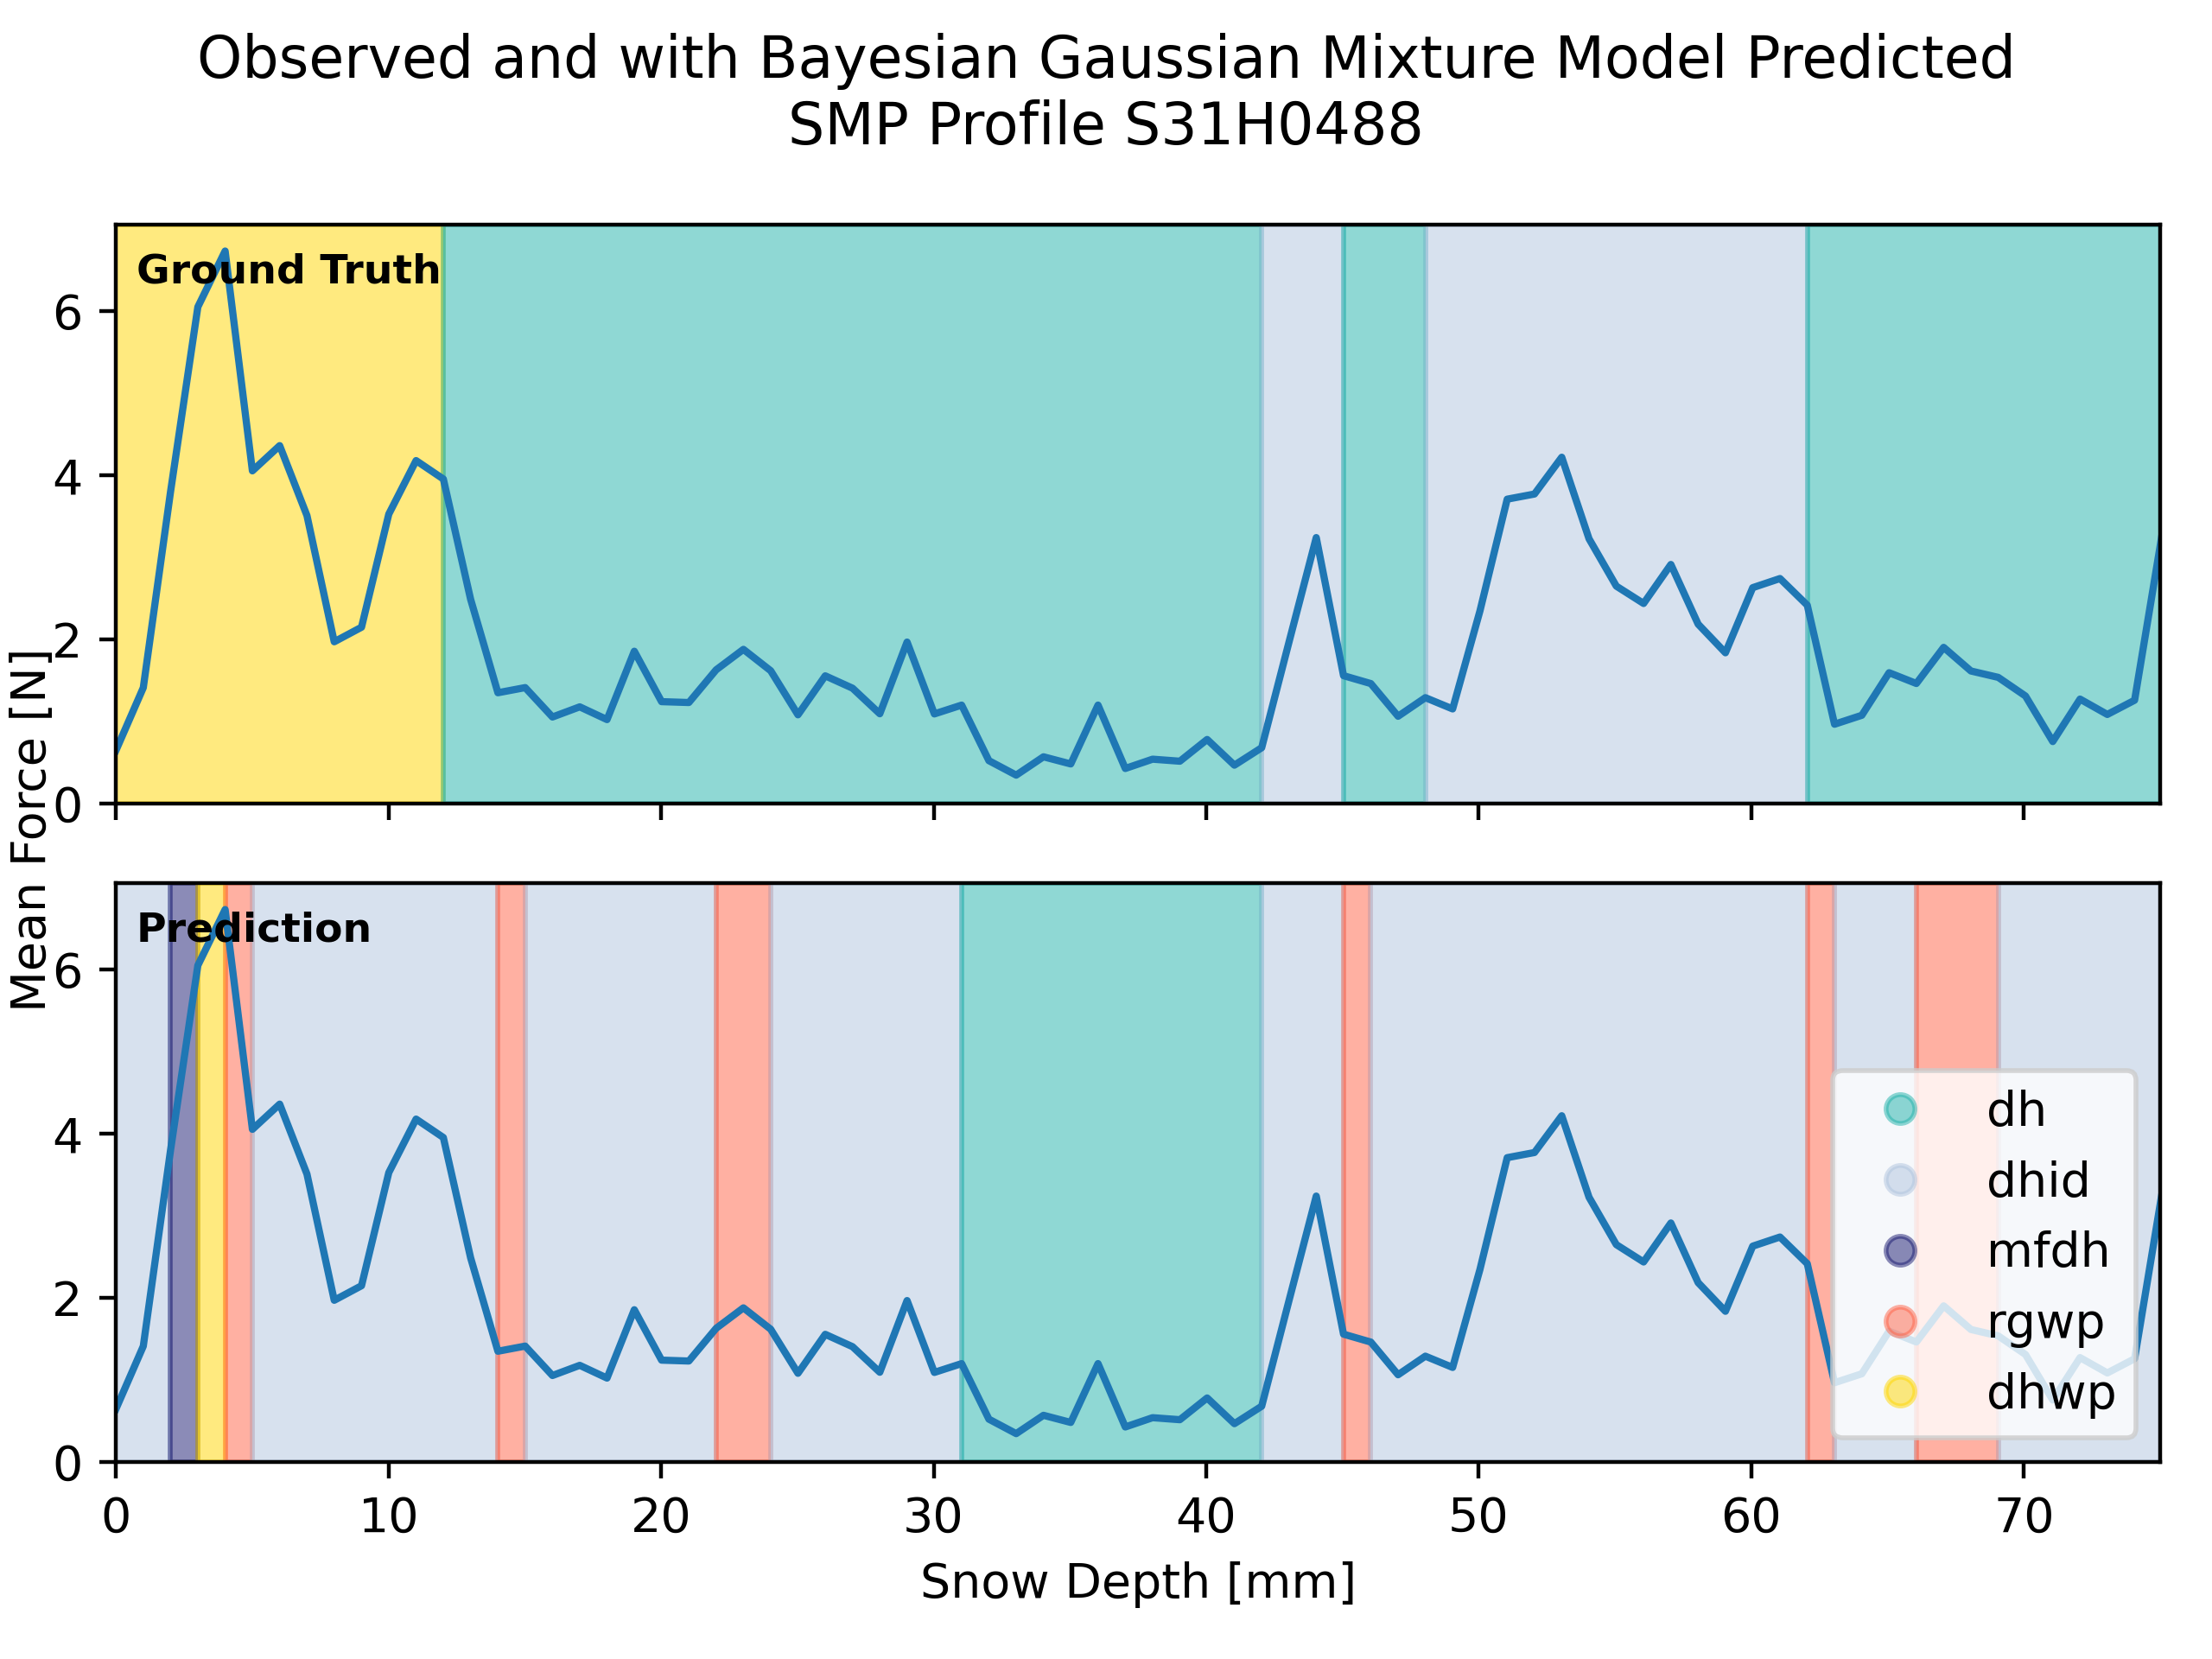 Observed and with Bayesian Gaussian Mixture Model Predicted
SMP Profile S31H0488
Ground Truth
6
4
2
0
Mean Force [N]
Prediction
6
4
2
0
dh
dhid
mfdh
rgwp
dhwp
0 10 20 30 40 50 60 70
Snow Depth [mm]